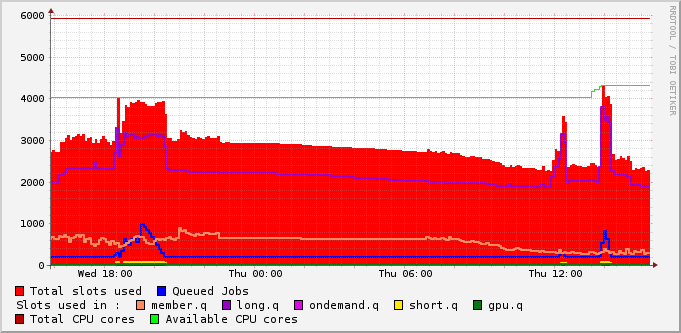 6000
5000
4000
3000
2000
1000
0
Wed 18:00 Thu 00:00 Thu 06:00 Thu 12:00
Total slots used Queued Jobs
Slots used in : member.q long.q ondemand.q short.q gpu.q
Total CPU cores Available CPU cores
RRDTOOL / TOBI OETIKER